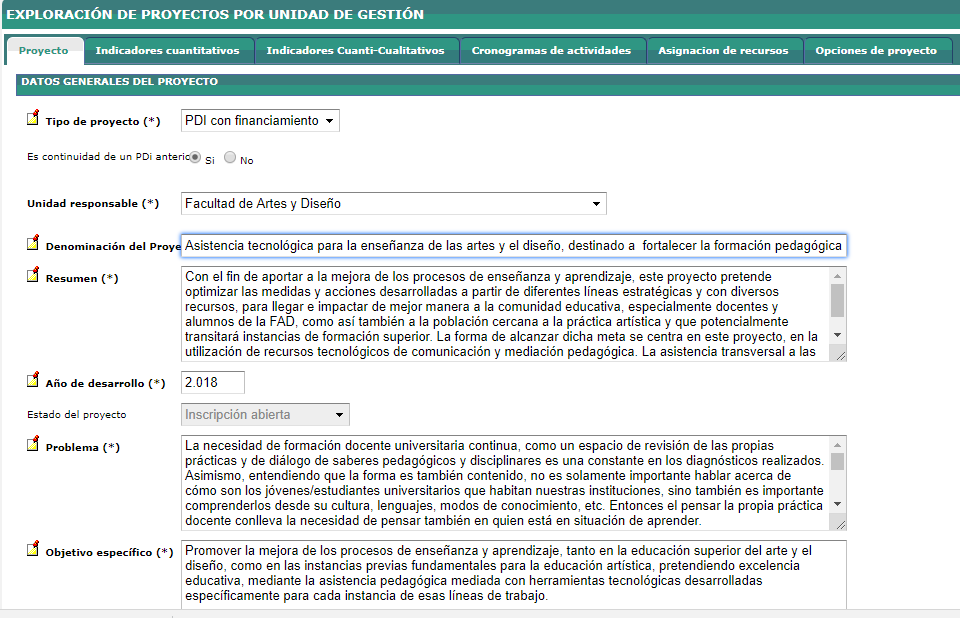 EXPLORACIÓN DE PROYECTOS POR UNIDAD DE GESTIÓN
Proyecto Indicadores cuantitativos Indicadores Cuanti-Cualitativos Cronogramas de actividades Asignacion de recursos Opciones de proyecto
DATOS GENERALES DEL PROYECTO
Tipo de proyecto (*) PDI con financiamiento
Es continuidad de un PDi anteric Si No
Unidad responsable (*) Facultad de Artes y Diseño
Denominación del Proye Asistencia tecnológica para la enseñanza de las artes y el diseño, destinado a fortalecer la formación pedagógica
Resumen (*) Con el fin de aportar a la mejora de los procesos de enseñanza y aprendizaje, este proyecto pretende
optimizar las medidas y acciones desarrolladas a partir de diferentes líneas estratégicas y con diversos
recursos, para llegar e impactar de mejor manera a la comunidad educativa, especialmente docentes y
alumnos de la FAD, como así también a la población cercana a la práctica artística y que potencialmente
transitará instancias de formación superior. La forma de alcanzar dicha meta se centra en este proyecto, en la
utilización de recursos tecnológicos de comunicación y mediación pedagógica. La asistencia transversal a las
Año de desarrollo (*) 2.018
Estado del proyecto Inscripción abierta
Problema (*) La necesidad de formación docente universitaria continua, como un espacio de revisión de las propias
prácticas y de diálogo de saberes pedagógicos y disciplinares es una constante en los diagnósticos realizados.
Asimismo, entendiendo que la forma es también contenido, no es solamente importante hablar acerca de
cómo son los jóvenes/estudiantes universitarios que habitan nuestras instituciones, sino también es importante
comprenderlos desde su cultura, lenguajes, modos de conocimiento, etc. Entonces el pensar la propia práctica
docente conlleva la necesidad de pensar también en quien está en situación de aprender.
Objetivo específico (*) Promover la mejora de los procesos de enseñanza y aprendizaje, tanto en la educación superior del arte y el
diseño, como en las instancias previas fundamentales para la educación artística, pretendiendo excelencia
educativa, mediante la asistencia pedagógica mediada con herramientas tecnológicas desarrolladas
específicamente para cada instancia de esas líneas de trabajo.